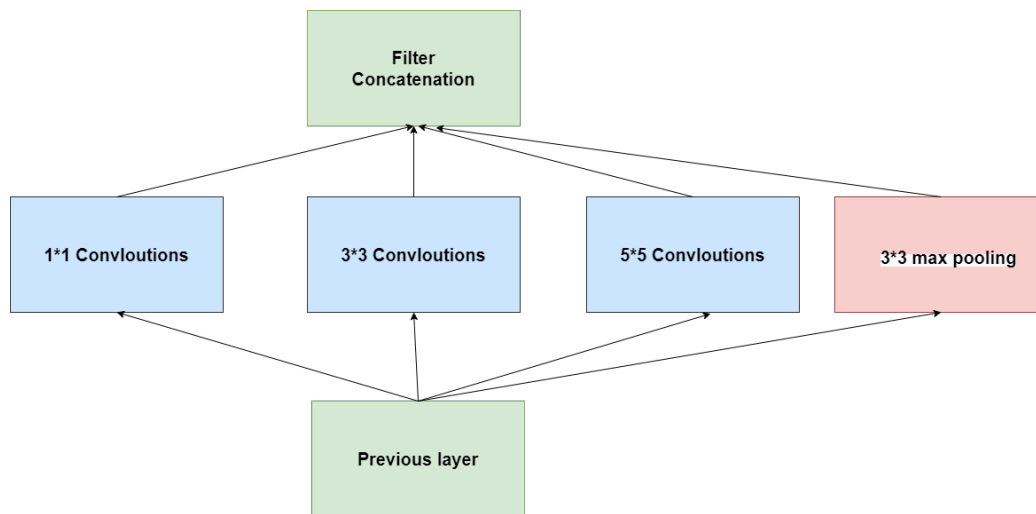 Filter
Concatenation
1*1 Convloutions
3*3 Convloutions
5*5 Convloutions
3*3 max pooling
Previous layer